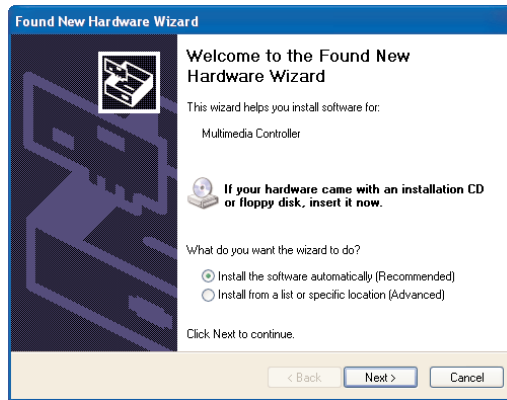 Found New Hardware Wizard
Welcome to the Found New
Hardware Wizard
This wizard helps you install software for:
Multimedia Controller
If your hardware came with an installation CD
or floppy disk, insert it now.
What do you want the wizard to do?
Install the software automatically (Recommended)
Install from a list or specific location (Advanced)
Click Next to continue.
< Back
Next >
Cancel